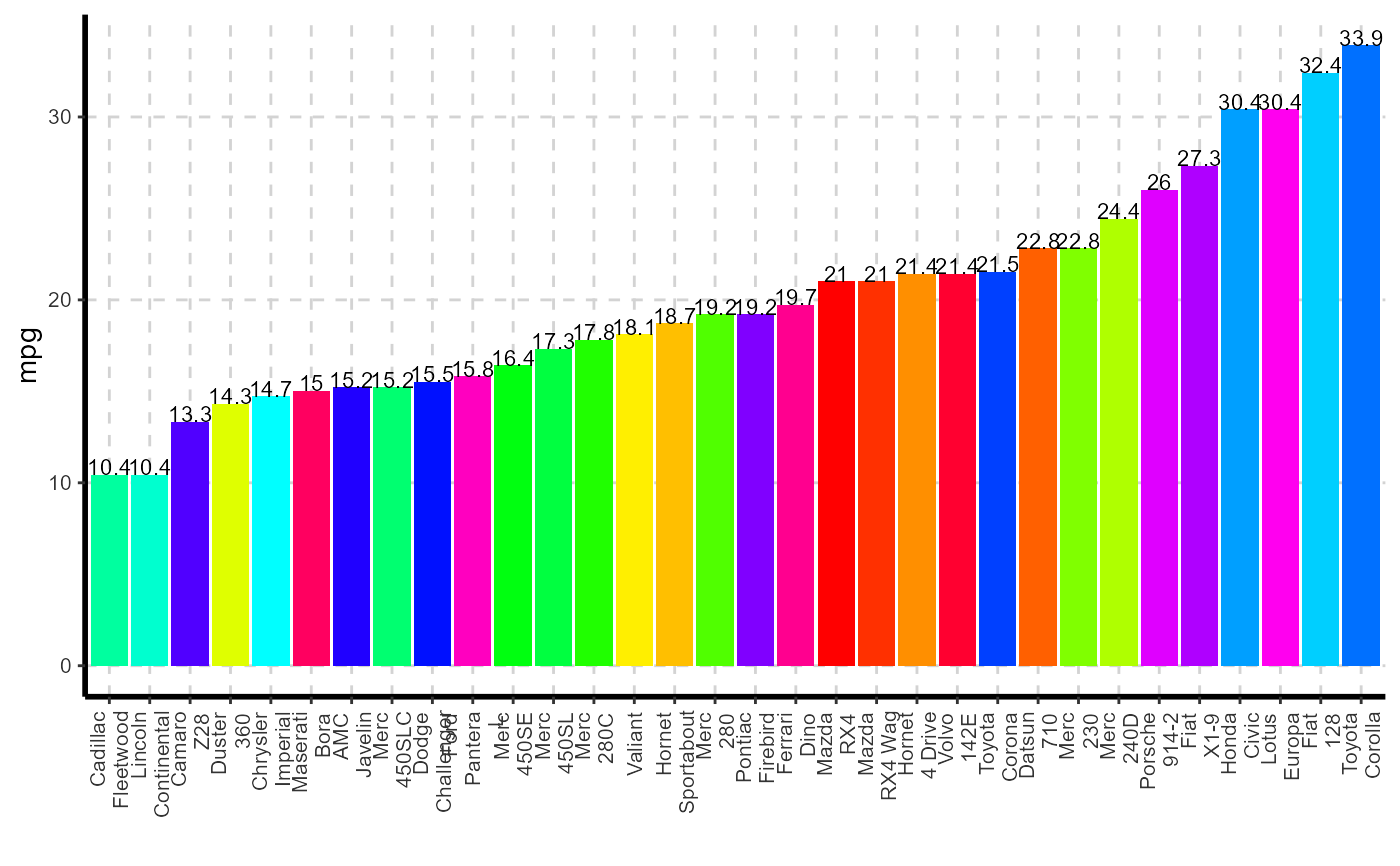 mpg
30
20
10
0
10.4
10.4
13.3
14.3
14.7
15
15.2
15.2
15.5
15.8
16.4
17.3
17.8
18.1
18.7
19.2
19.2
19.7
21
21
21.4
21.4
21.5
22.8
22.8
24.4
26
27.3
30.4
30.4
32.4
33.9
Cadillac
Fleetwood
Lincoln
Continental
Camaro
Z28
Duster
360
Chrysler
Imperial
Maserati
Bora
AMC
Javelin
Merc
450SLC
Dodge
Challenger
Ford
Pantera
L
Merc
450SE
Merc
450SL
Merc
280C
Valiant
Hornet
Sportabout
Merc
280
Pontiac
Firebird
Ferrari
Dino
Mazda
RX4
Mazda
RX4 Wag
Hornet
4 Drive
Volvo
142E
Toyota
Corona
Datsun
710
Merc
230
Merc
240D
Porsche
914-2
Fiat
X1-9
Honda
Civic
Lotus
Europa
Fiat
128
Toyota
Corolla